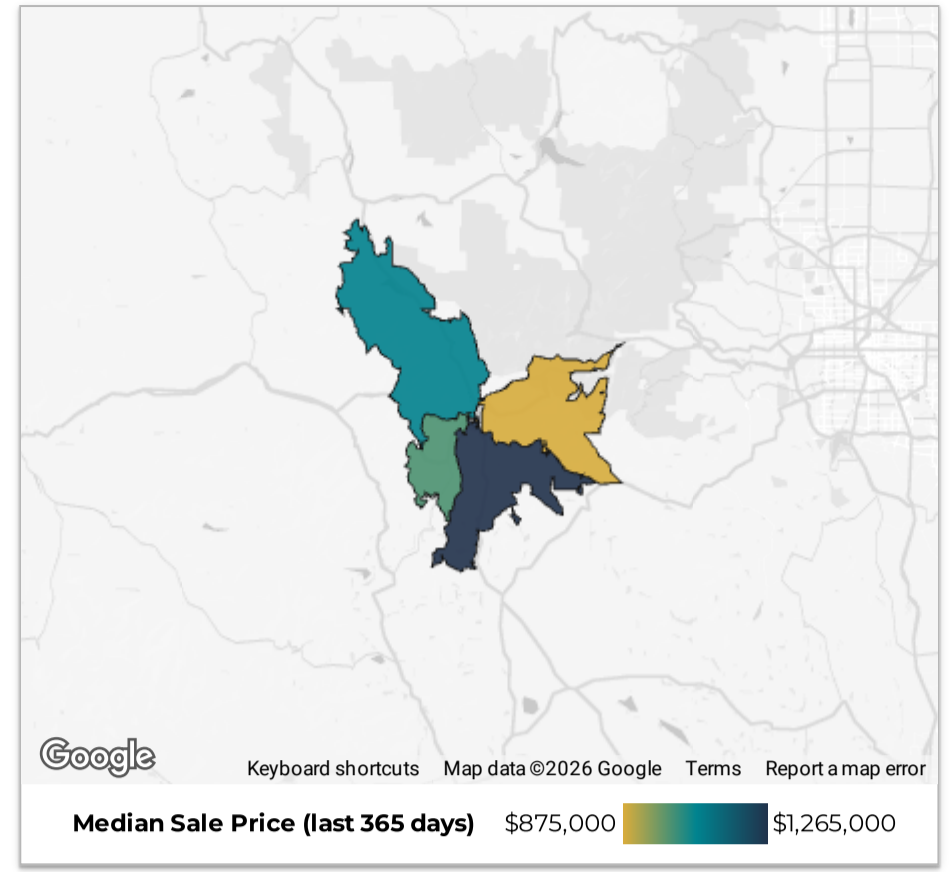 Google
Keyboard shortcuts Map data ©2026 Google Terms Report a map error
Median Sale Price (last 365 days) $875,000 $1,265,000